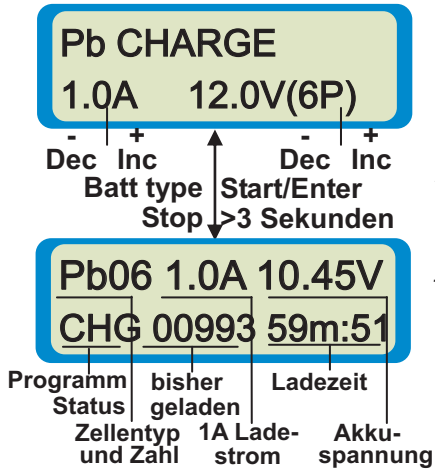 Pb CHARGE
1.0A 12.0V(6P)
- + - +
Dec Inc Dec Inc
Batt type Start/Enter
Stop >3 Sekunden
Pb06 1.0A 10.45V
CHG 00993 59m:51
Programm bisher Ladezeit
Status geladen
Zellentyp 1A Lade- Akku-
und Zahl strom spannung